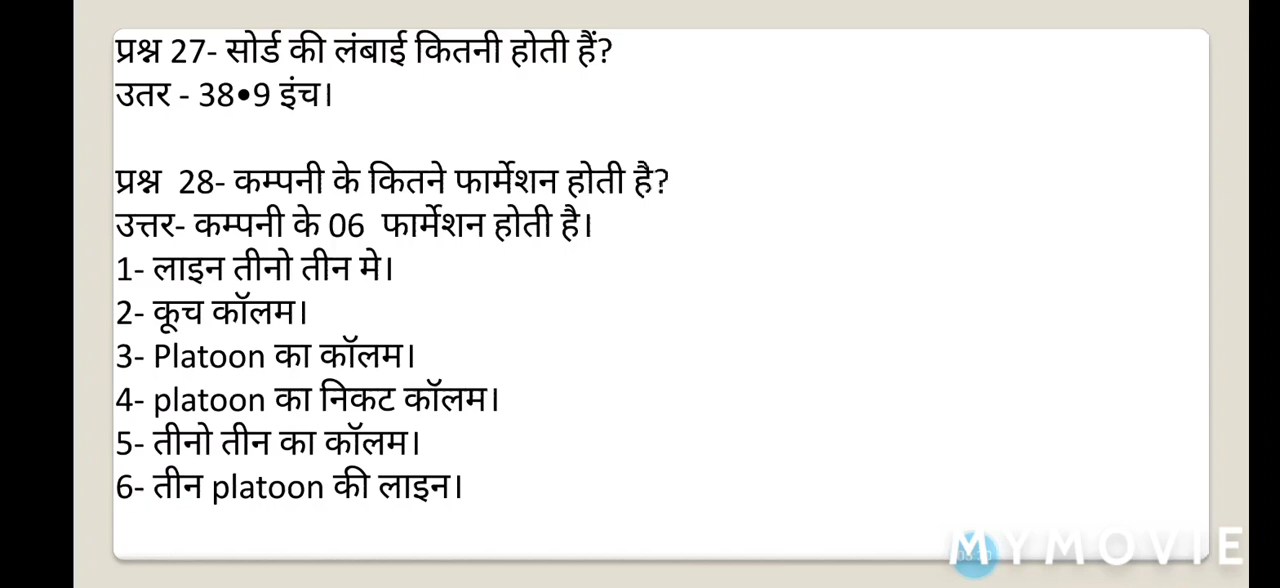 प्रश्न 27- सोर्ड की लंबाई कितनी होती हैं?
उतर - 38•9 इंच।
प्रश्न  28- कम्पनी के कितने फार्मेशन होती है?
उत्तर- कम्पनी के 06  फार्मेशन होती है।
1- लाइन तीनो तीन मे।
2- कूच कॉलम।
3- Platoon का कॉलम।
4- platoon का निकट कॉलम।
5- तीनो तीन का कॉलम।
6- तीन platoon की लाइन।
MYMOVIE